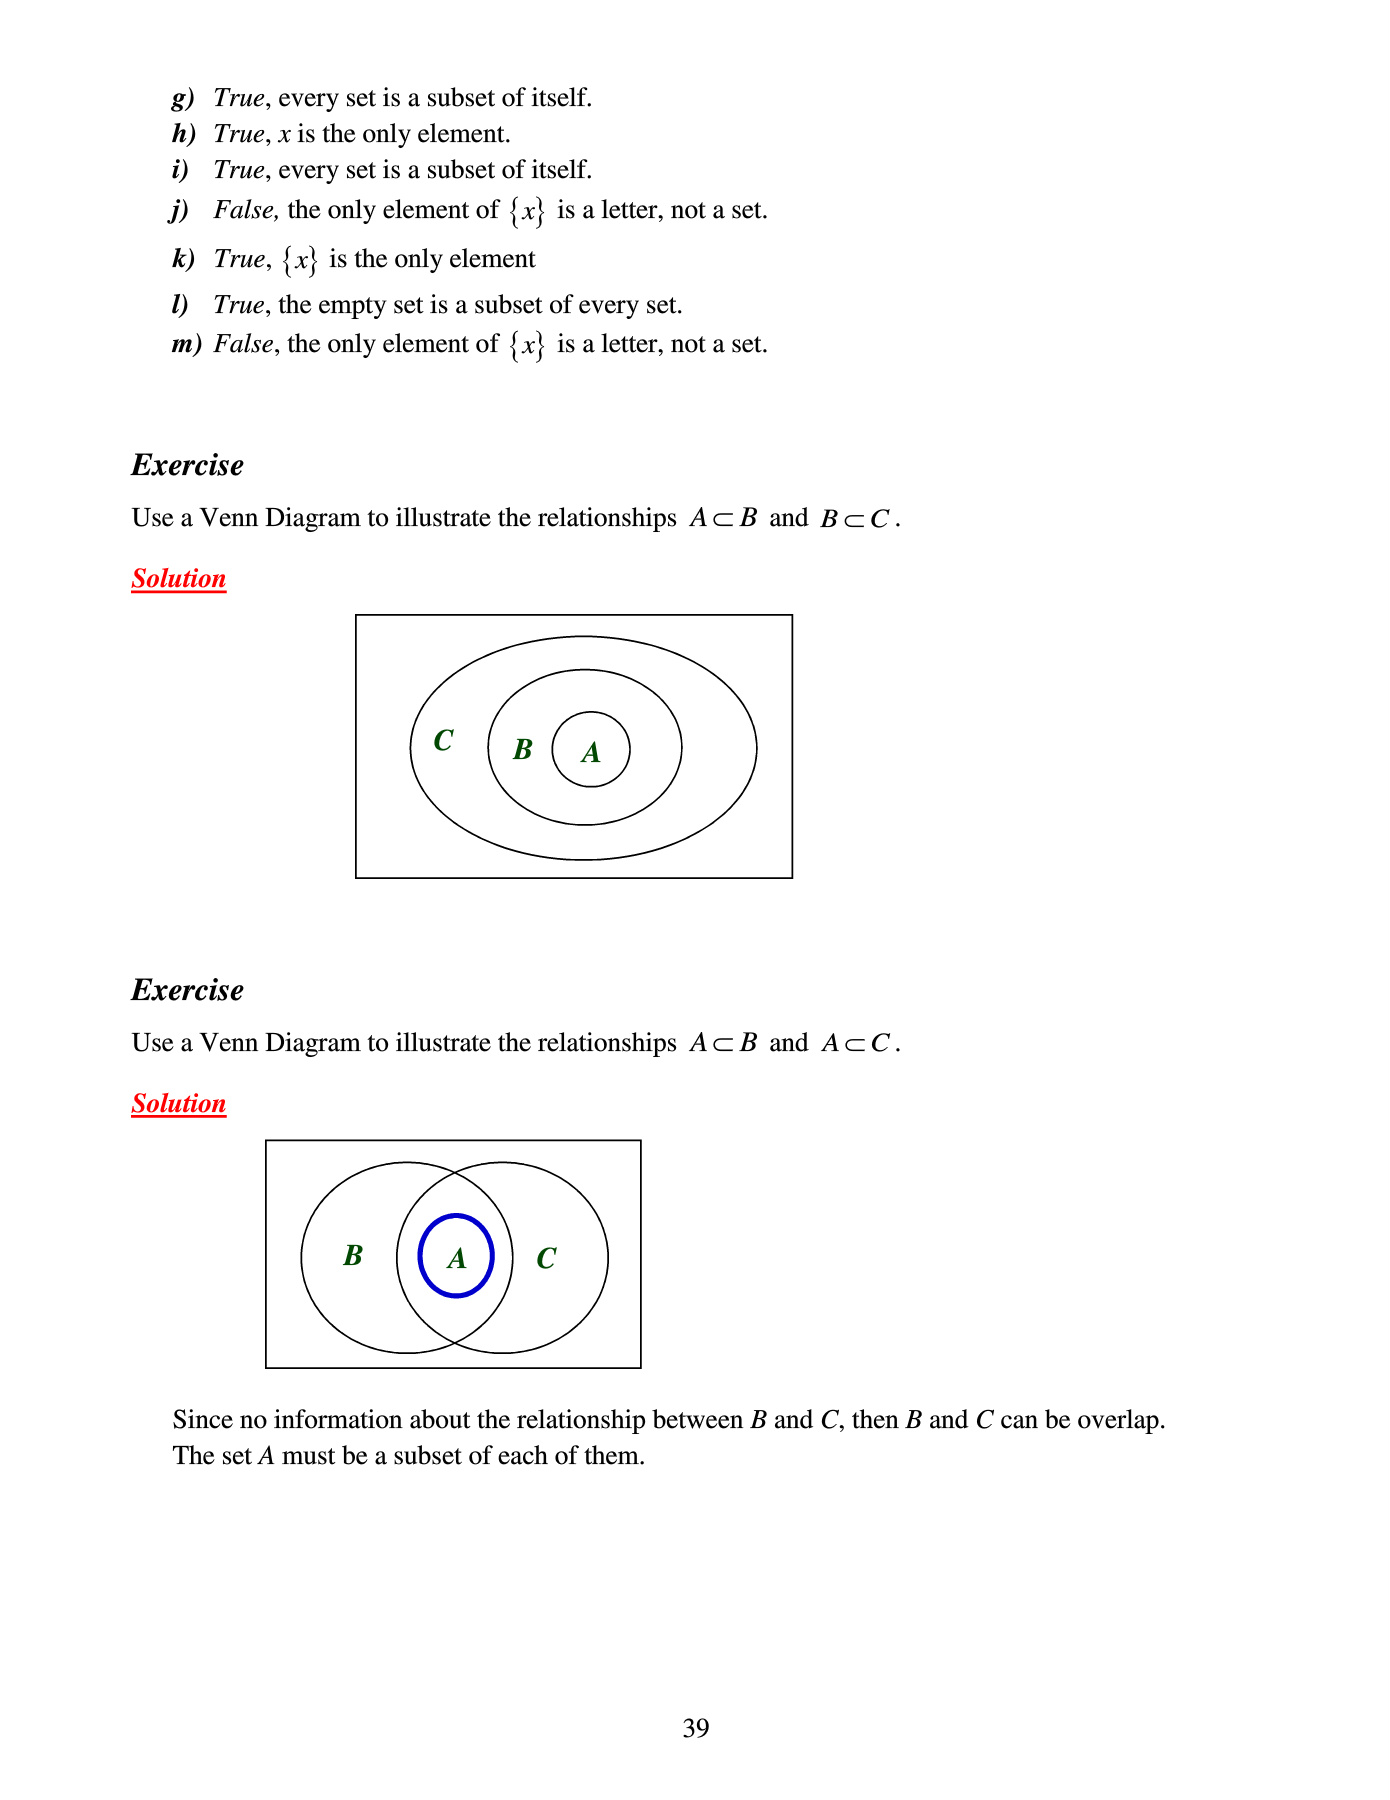 g) True, every set is a subset of itself.
h) True, x is the only element.
i) True, every set is a subset of itself.
j) False, the only element of {x} is a letter, not a set.
k) True, {x} is the only element
l) True, the empty set is a subset of every set.
m) False, the only element of {x} is a letter, not a set.
Exercise
Use a Venn Diagram to illustrate the relationships A ⊂ B and B ⊂ C.
Solution
C B A
Exercise
Use a Venn Diagram to illustrate the relationships A ⊂ B and A ⊂ C.
Solution
B A C
Since no information about the relationship between B and C, then B and C can be overlap.
The set A must be a subset of each of them.
39